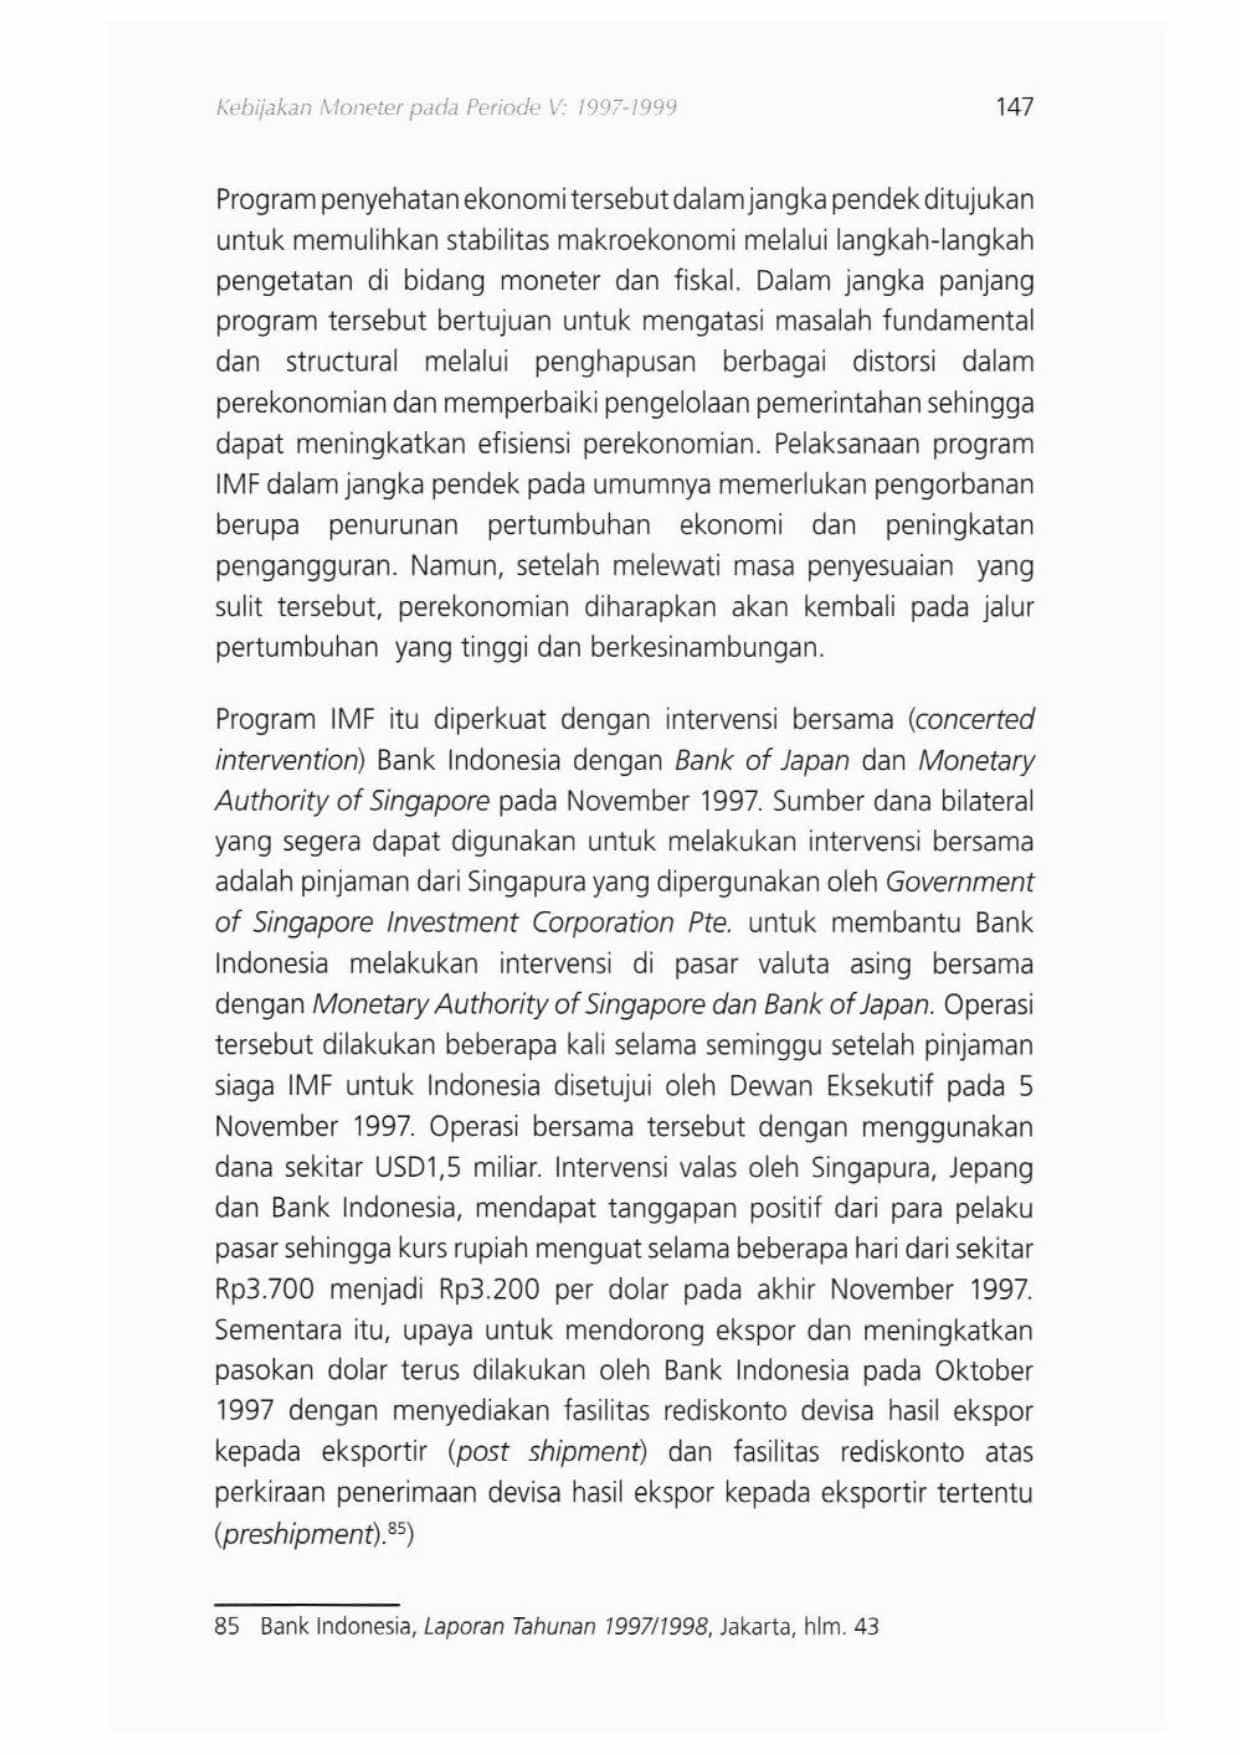 Kebijakan Moneter pada Periode V: 1997-1999 147
Program penyehatan ekonomi tersebut dalam jangka pendek ditujukan
untuk memulihkan stabilitas makroekonomi melalui langkah-langkah
pengetatan di bidang moneter dan fiskal. Dalam jangka panjang
program tersebut bertujuan untuk mengatasi masalah fundamental
dan structural melalui penghapusan berbagai distorsi dalam
perekonomian dan memperbaiki pengelolaan pemerintahan sehingga
dapat meningkatkan efisiensi perekonomian. Pelaksanaan program
IMF dalam jangka pendek pada umumnya memerlukan pengorbanan
berupa penurunan pertumbuhan ekonomi dan peningkatan
pengangguran. Namun, setelah melewati masa penyesuaian yang
sulit tersebut, perekonomian diharapkan akan kembali pada jalur
pertumbuhan yang tinggi dan berkesinambungan.
Program IMF itu diperkuat dengan intervensi bersama (concerted
intervention) Bank Indonesia dengan Bank of Japan dan Monetary
Authority of Singapore pada November 1997. Sumber dana bilateral
yang segera dapat digunakan untuk melakukan intervensi bersama
adalah pinjaman dari Singapura yang dipergunakan oleh Government
of Singapore Investment Corporation Pte. untuk membantu Bank
Indonesia melakukan intervensi di pasar valuta asing bersama
dengan Monetary Authority of Singapore dan Bank of Japan. Operasi
tersebut dilakukan beberapa kali selama seminggu setelah pinjaman
siaga IMF untuk Indonesia disetujui oleh Dewan Eksekutif pada 5
November 1997. Operasi bersama tersebut dengan menggunakan
dana sekitar USD1,5 miliar. Intervensi valas oleh Singapura, Jepang
dan Bank Indonesia, mendapat tanggapan positif dari para pelaku
pasar sehingga kurs rupiah menguat selama beberapa hari dari sekitar
Rp3.700 menjadi Rp3.200 per dolar pada akhir November 1997.
Sementara itu, upaya untuk mendorong ekspor dan meningkatkan
pasokan dolar terus dilakukan oleh Bank Indonesia pada Oktober
1997 dengan menyediakan fasilitas rediskonto devisa hasil ekspor
kepada eksportir (post shipment) dan fasilitas rediskonto atas
perkiraan penerimaan devisa hasil ekspor kepada eksportir tertentu
(preshipment).85)
85 Bank Indonesia, Laporan Tahunan 1997/1998, Jakarta, hlm. 43